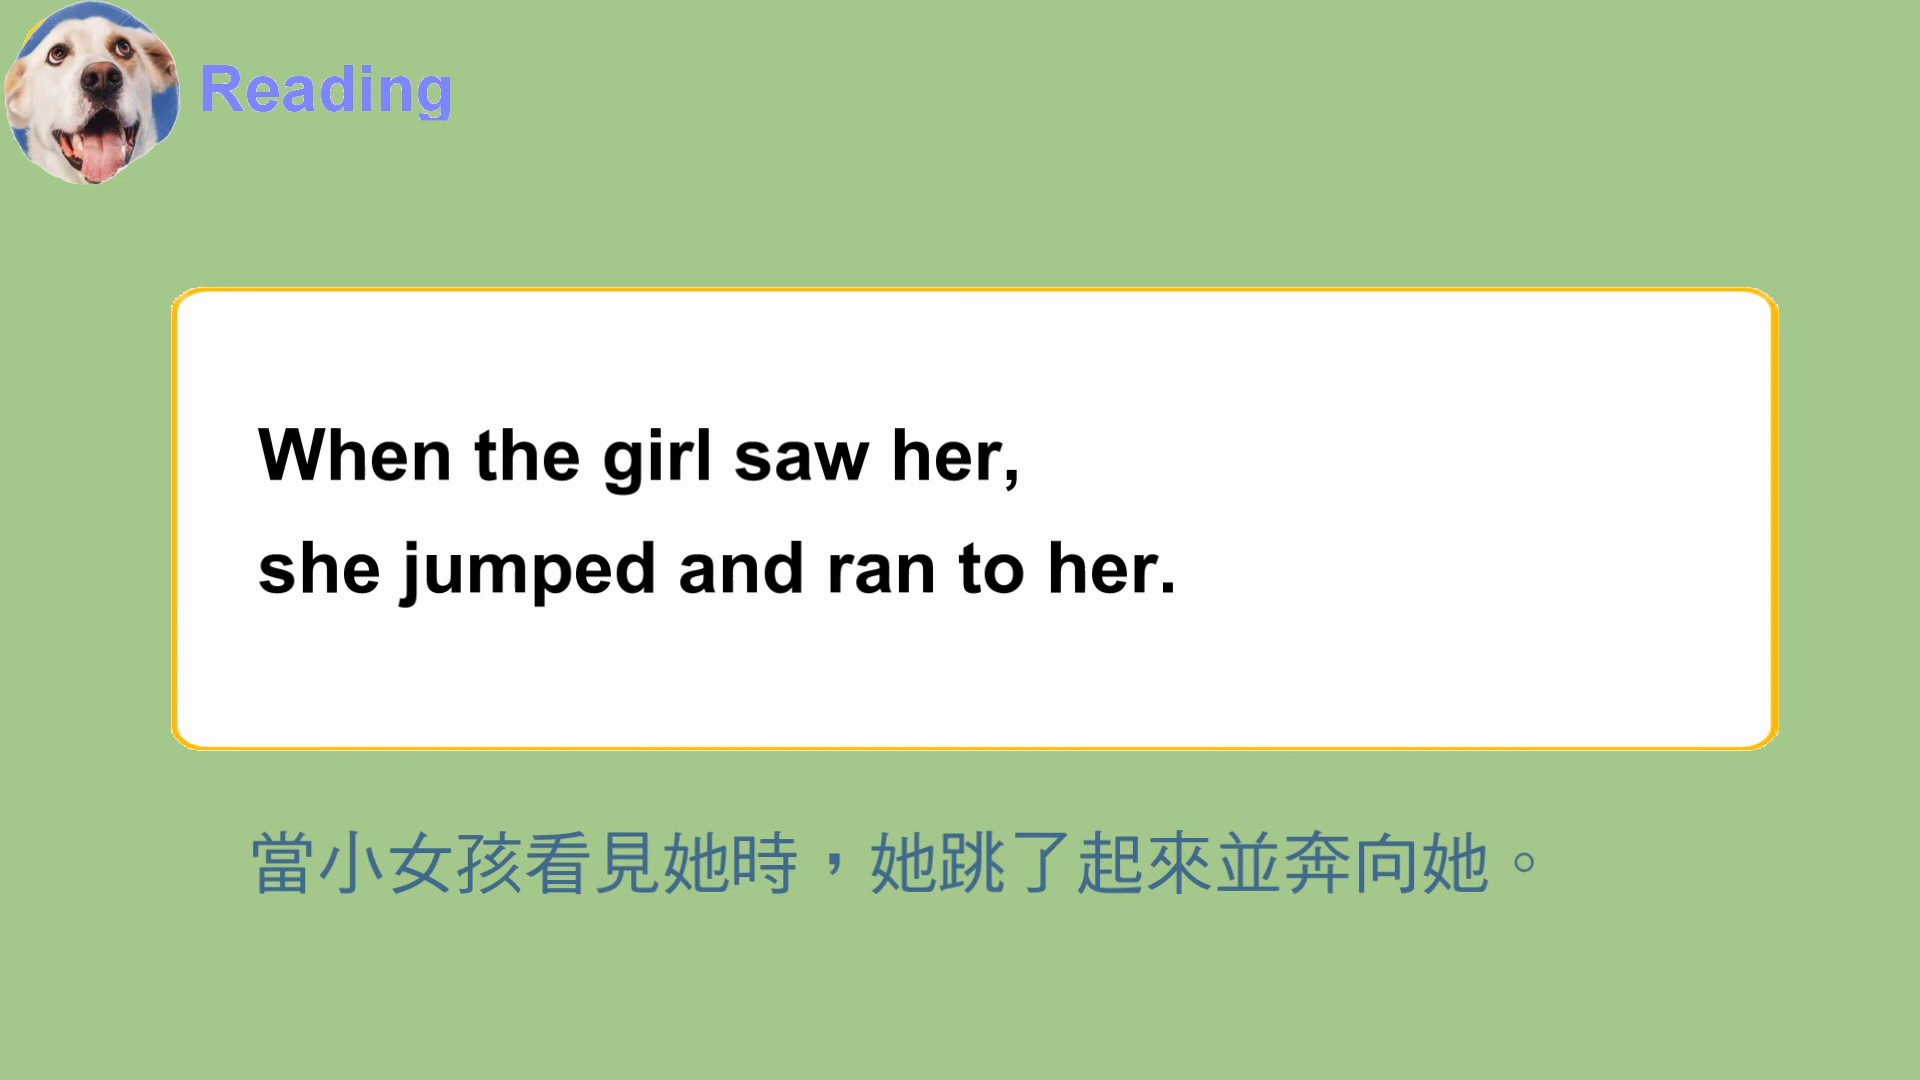 Reading
When the girl saw her,
she jumped and ran to her.
當小女孩看見她時，她跳了起來並奔向她。